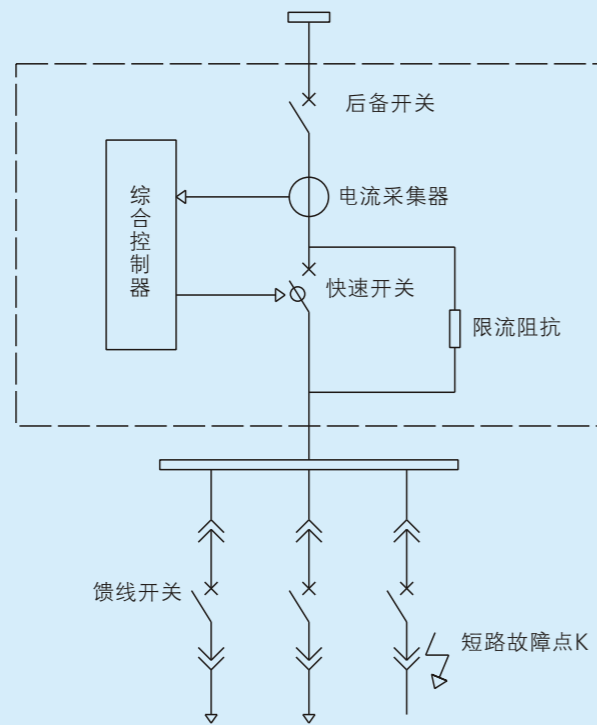 后备开关
综合控制器
电流采集器
快速开关
限流阻抗
馈线开关
短路故障点K